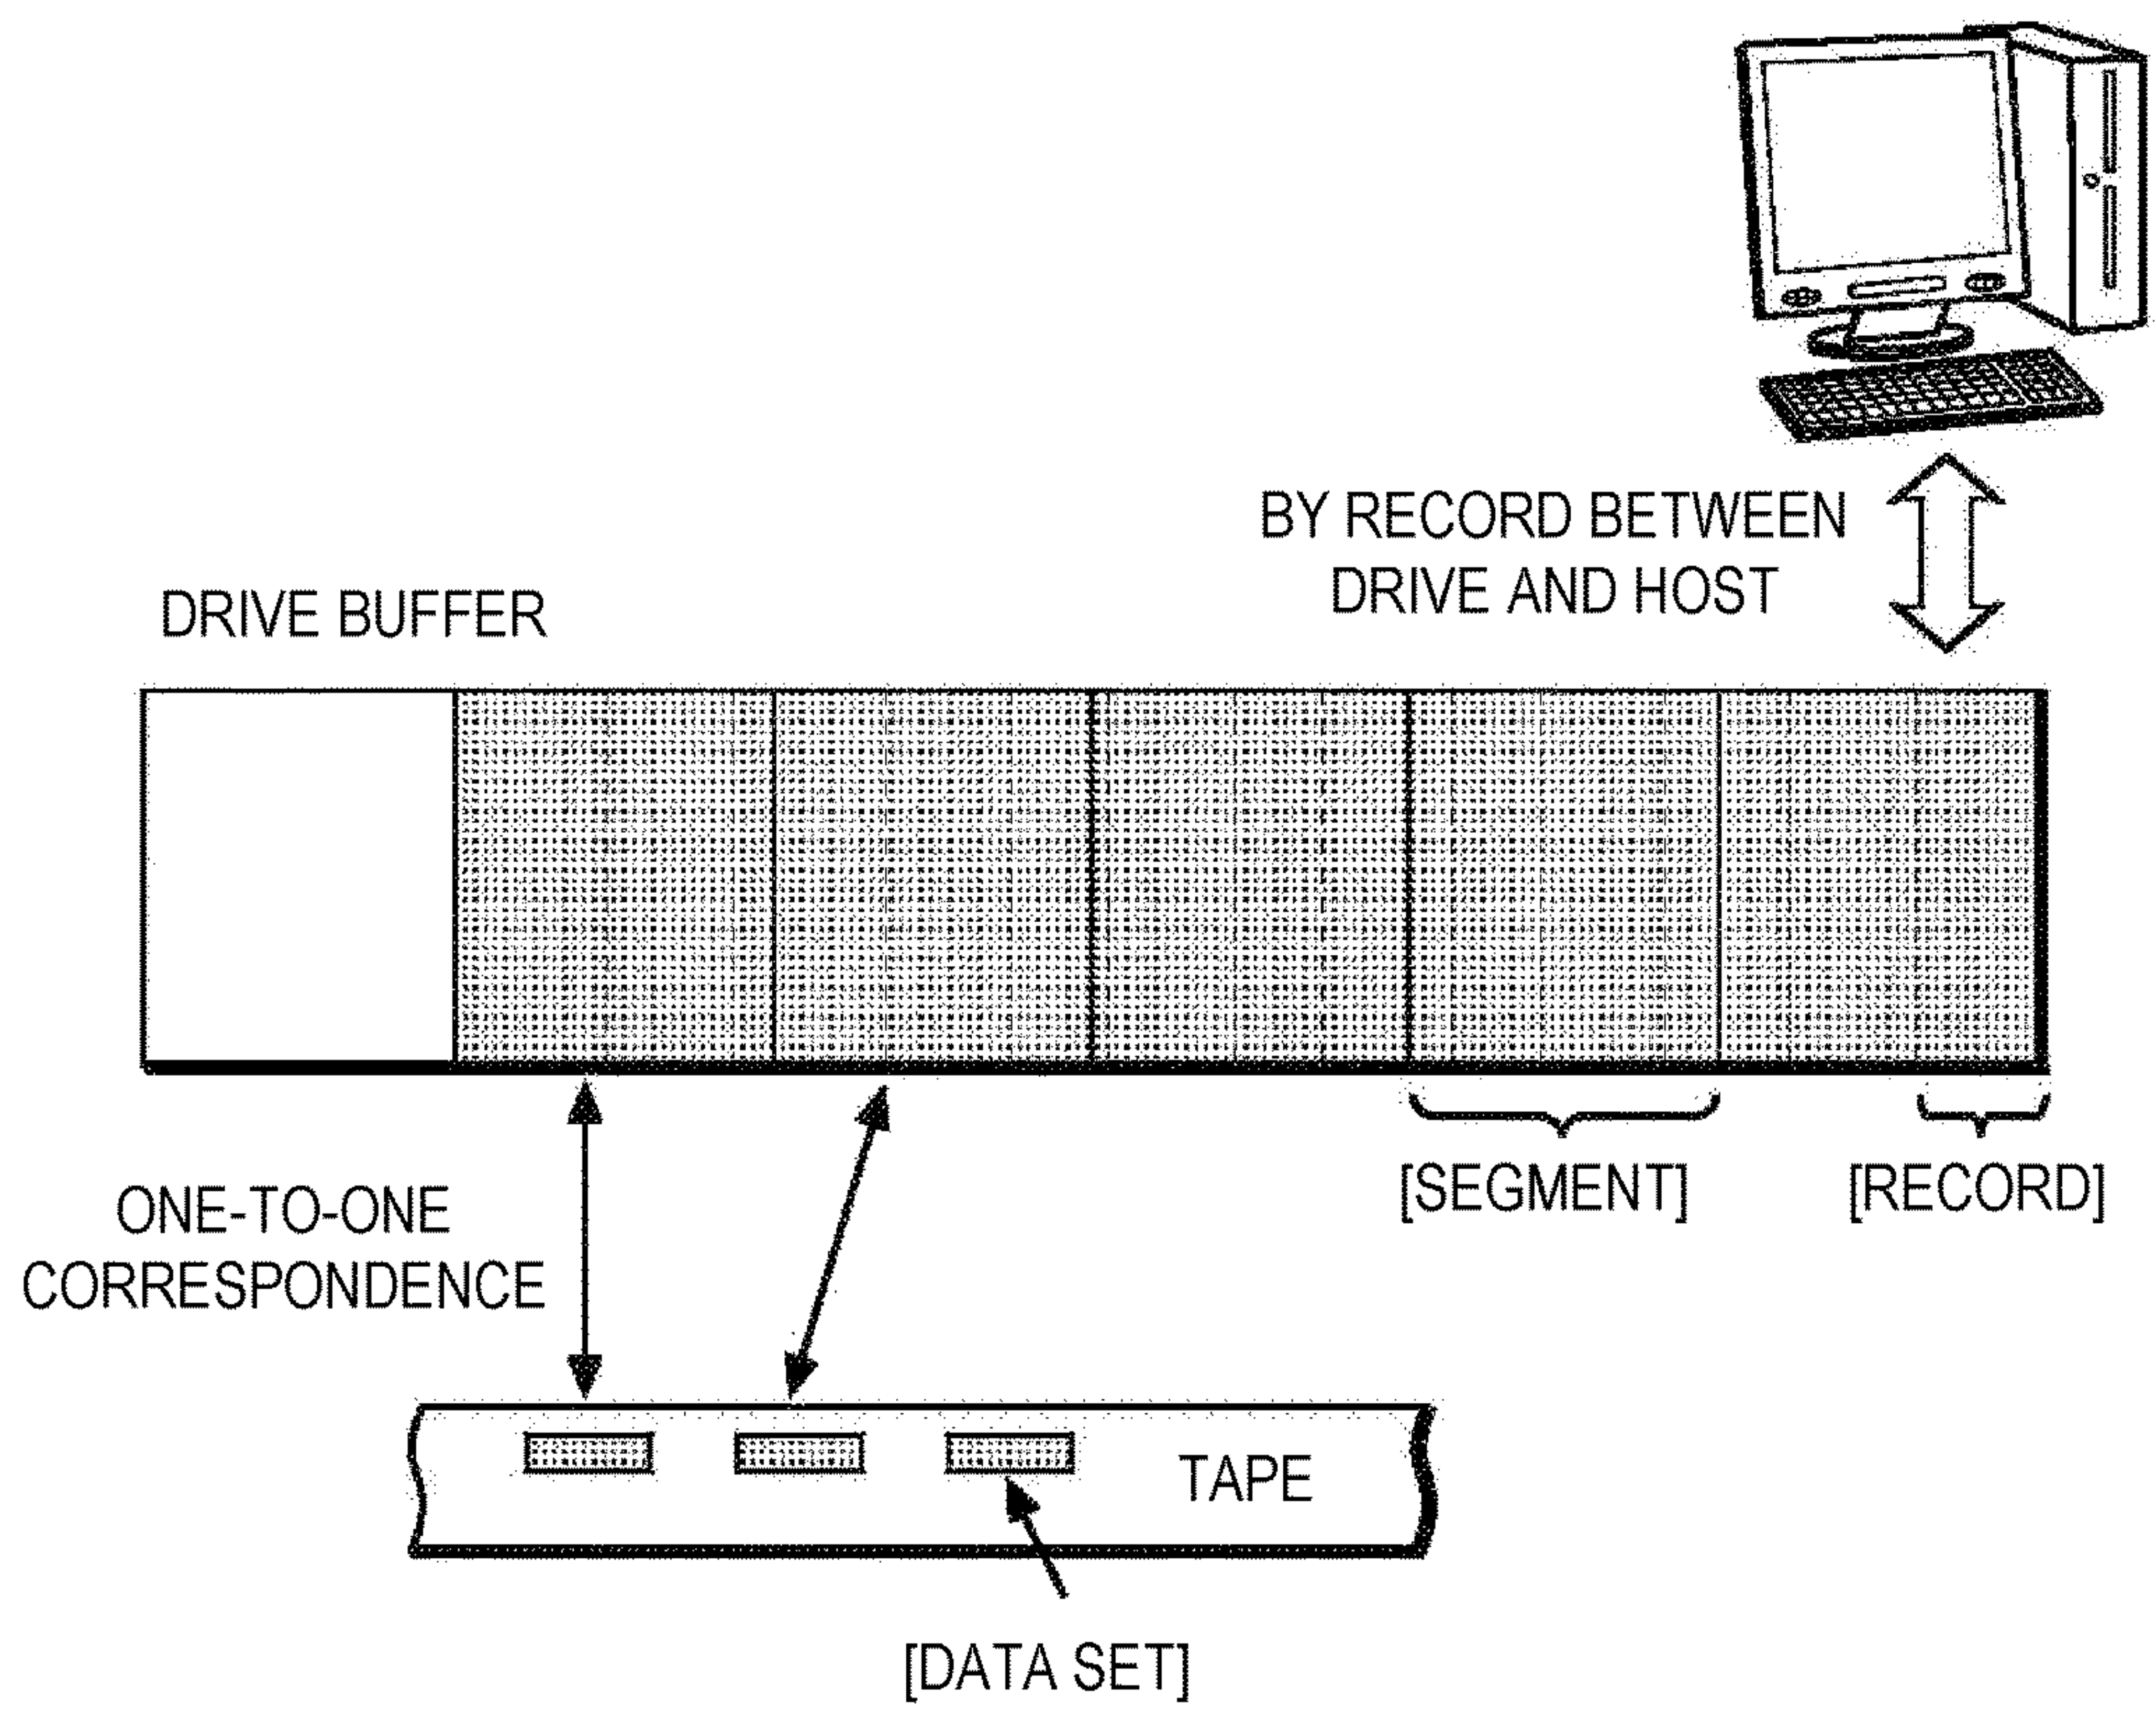 BY RECORD BETWEEN
DRIVE AND HOST
DRIVE BUFFER
[SEGMENT]
[RECORD]
ONE-TO-ONE
CORRESPONDENCE
TAPE
[DATA SET]